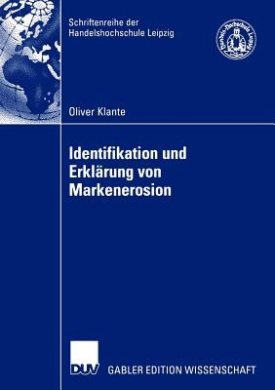 Schriftenreihe der
Handelshochschule Leipzig
Oliver Klante
Identifikation und
Erklärung von
Markenerosion
DUV
GABLER EDITION WISSENSCHAFT